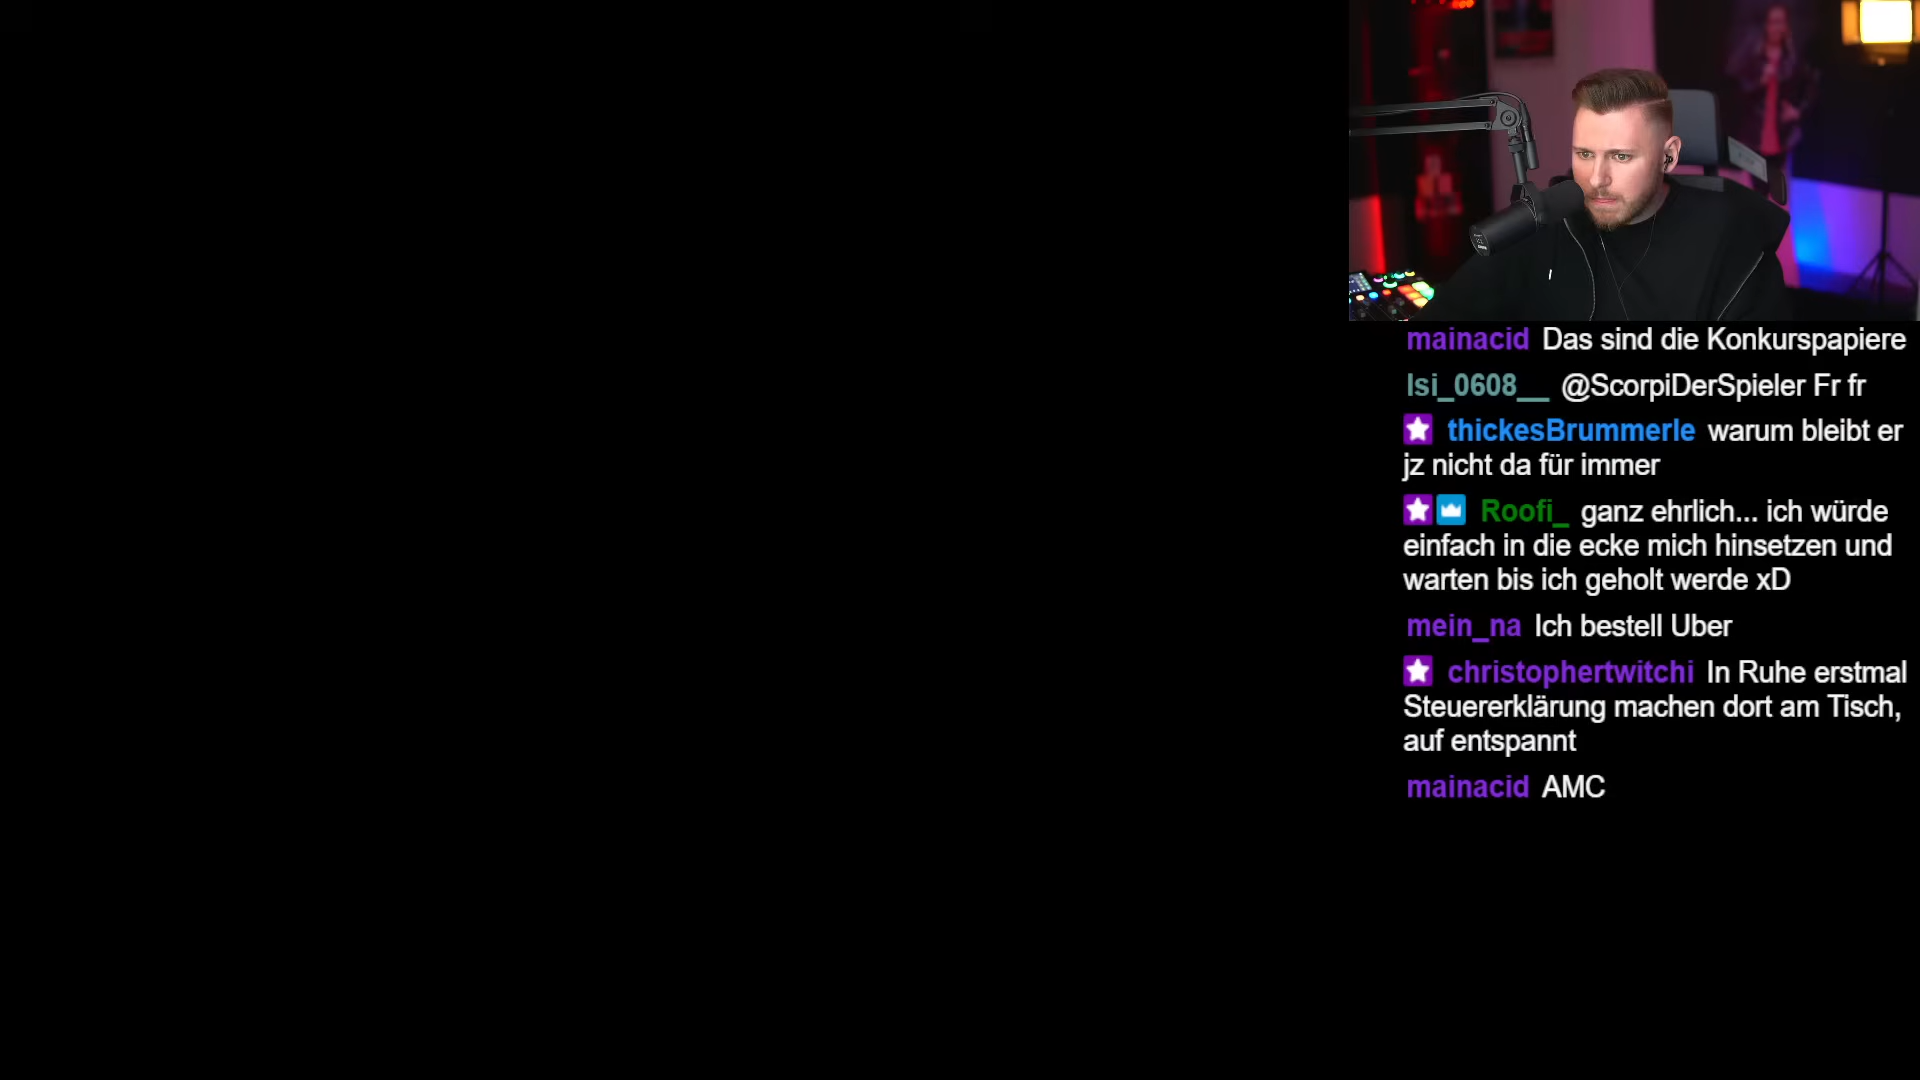 mainacid Das sind die Konkurspapiere
Isi_0608__ @ScorpiDerSpieler Fr fr
thickesBrummerle warum bleibt er
jz nicht da für immer
Roofi_ ganz ehrlich... ich würde
einfach in die ecke mich hinsetzen und
warten bis ich geholt werde xD
mein_na Ich bestell Uber
christophertwitchi In Ruhe erstmal
Steuererklärung machen dort am Tisch,
auf entspannt
mainacid AMC